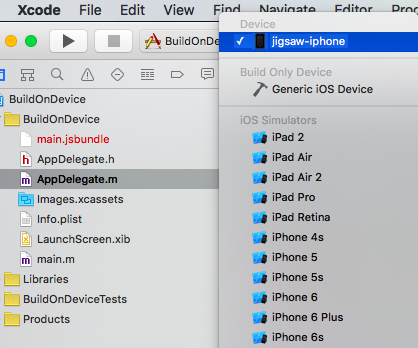 Xcode File Edit View Find Navigate Editor
BuildOnDe
Device
✓ jigsaw-iphone
Build Only Device
Generic iOS Device
iOS Simulators
iPad 2
iPad Air
iPad Air 2
iPad Pro
iPad Retina
iPhone 4s
iPhone 5
iPhone 5s
iPhone 6
iPhone 6 Plus
iPhone 6s
BuildOnDevice
BuildOnDevice
main.jsbundle
AppDelegate.h
AppDelegate.m
Images.xcassets
Info.plist
LaunchScreen.xib
main.m
Libraries
BuildOnDeviceTests
Products